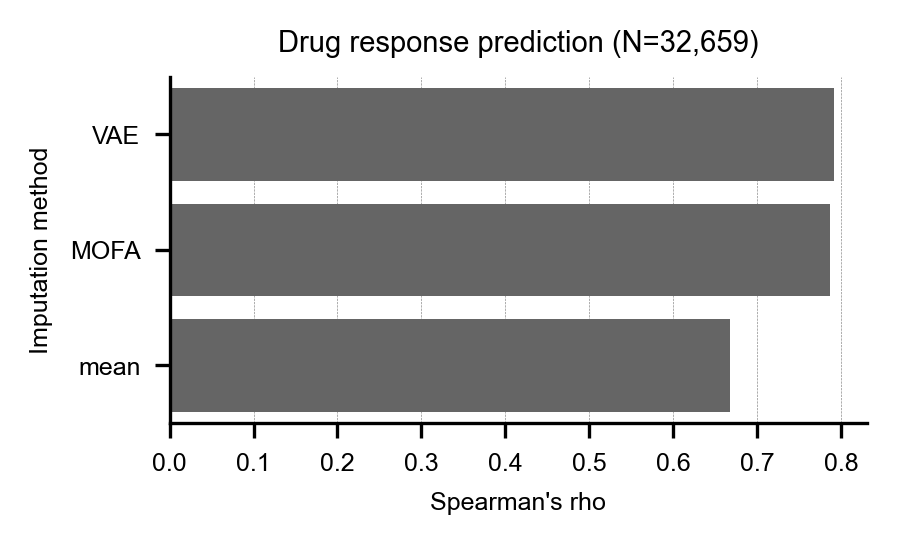 Drug response prediction (N=32,659)
Imputation method
VAE
MOFA
mean
0.0 0.1 0.2 0.3 0.4 0.5 0.6 0.7 0.8
Spearman's rho